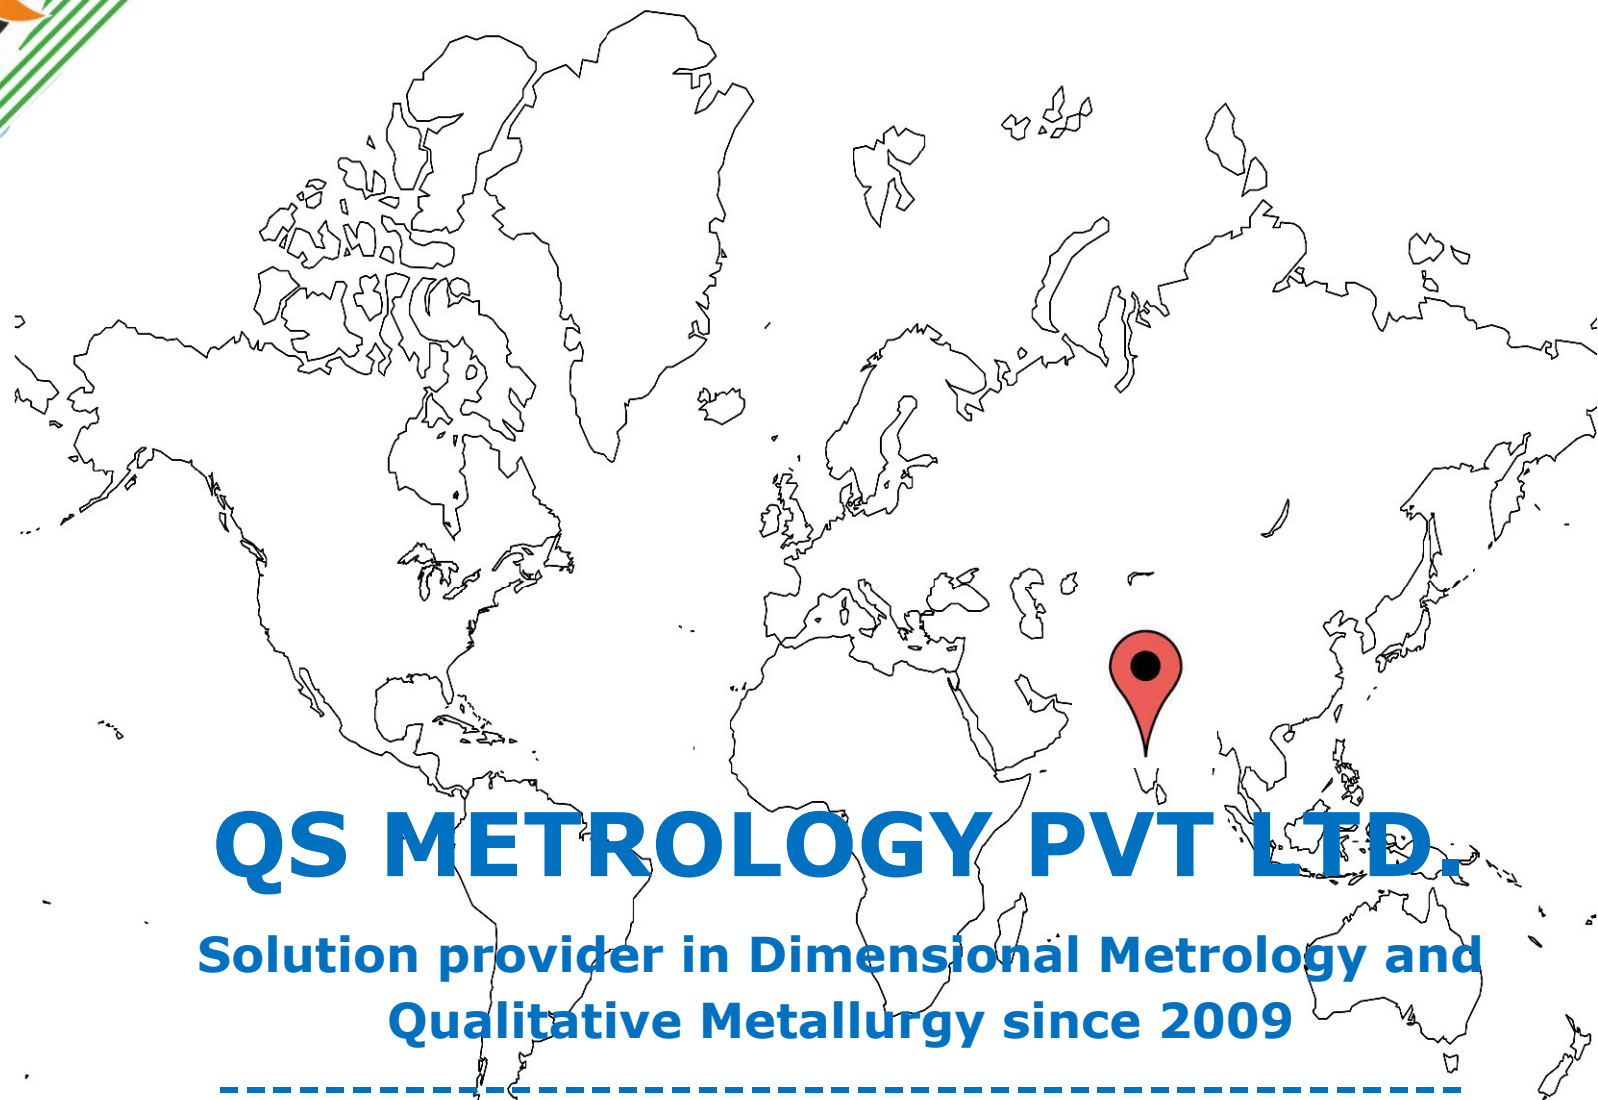 QS METROLOGY PVT LTD.
Solution provider in Dimensional Metrology and
Qualitative Metallurgy since 2009